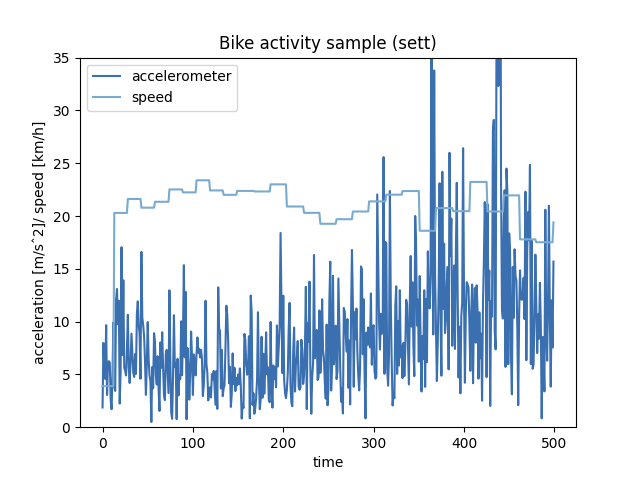 Bike activity sample (sett)
accelerometer
speed
acceleration [m/s^2]/ speed [km/h]
35
30
25
20
15
10
5
0
0 100 200 300 400 500
time